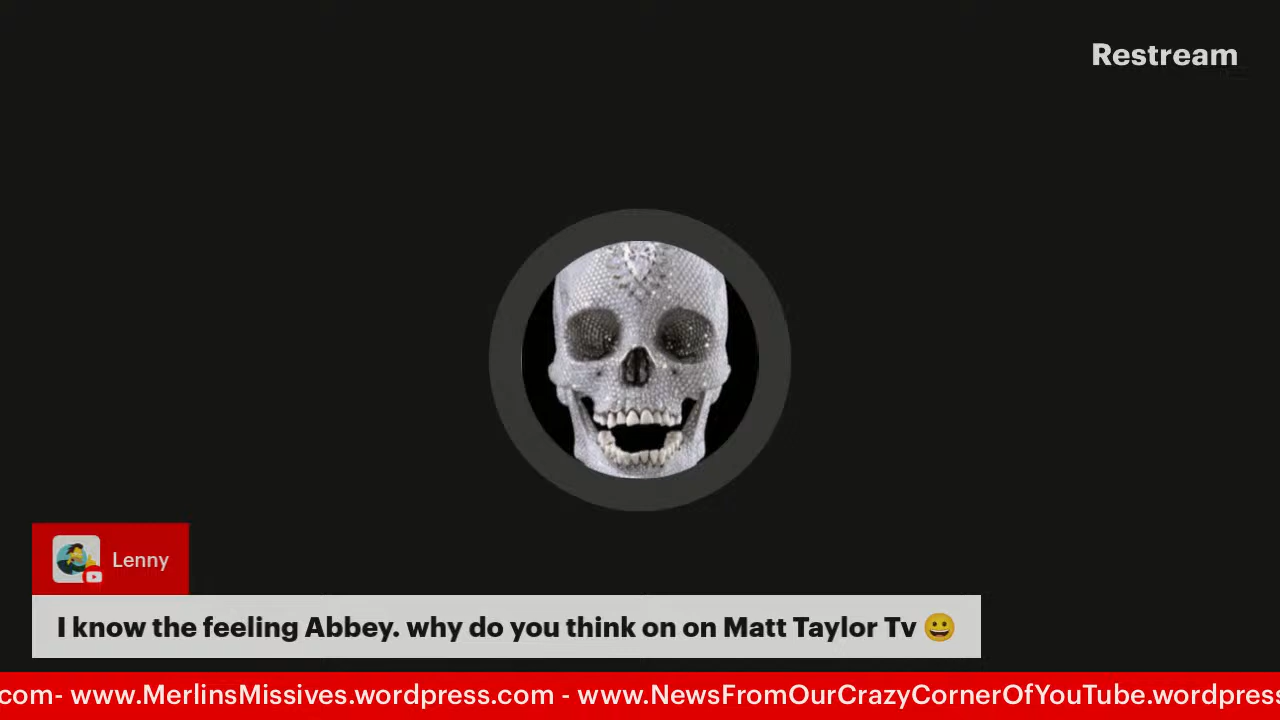 Restream
Lenny
I know the feeling Abbey. why do you think on on Matt Taylor Tv 😀
com- www.MerlinsMissives.wordpress.com - www.NewsFromOurCrazyCornerOfYouTube.wordpress